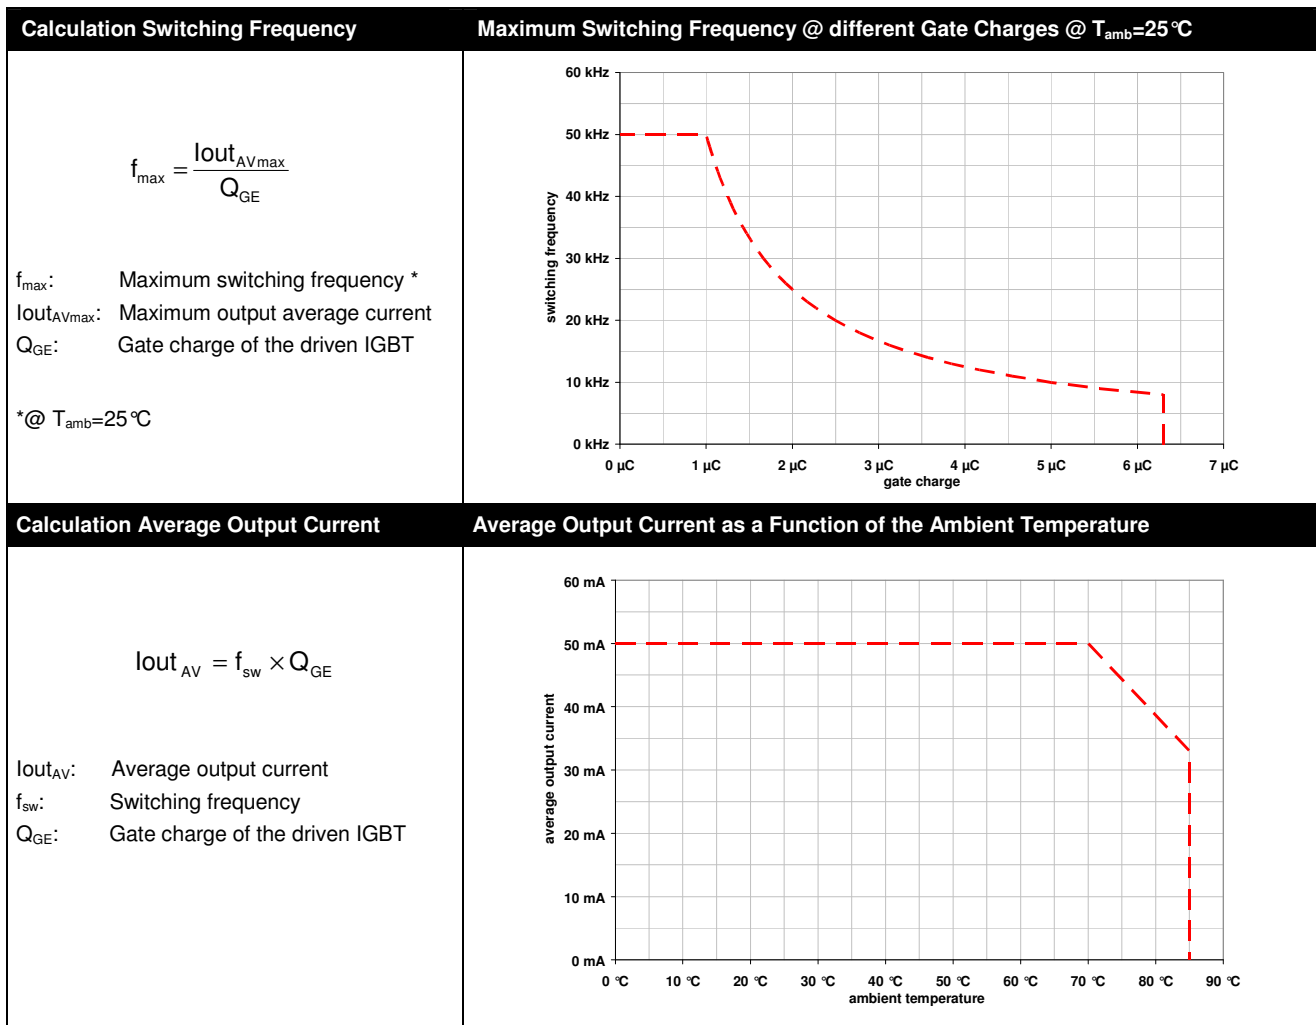 Calculation Switching Frequency
Maximum Switching Frequency @ different Gate Charges @ Tamb=25°C
fmax = IoutAVmax / QGE
fmax: Maximum switching frequency *
IoutAVmax: Maximum output average current
QGE: Gate charge of the driven IGBT
*@ Tamb=25°C
60 kHz
50 kHz
40 kHz
30 kHz
20 kHz
10 kHz
0 kHz
switching frequency
0 µC 1 µC 2 µC 3 µC 4 µC 5 µC 6 µC 7 µC
gate charge
Calculation Average Output Current
Average Output Current as a Function of the Ambient Temperature
IoutAV = fsw × QGE
IoutAV: Average output current
fsw: Switching frequency
QGE: Gate charge of the driven IGBT
60 mA
50 mA
40 mA
30 mA
20 mA
10 mA
0 mA
average output current
0 °C 10 °C 20 °C 30 °C 40 °C 50 °C 60 °C 70 °C 80 °C 90 °C
ambient temperature